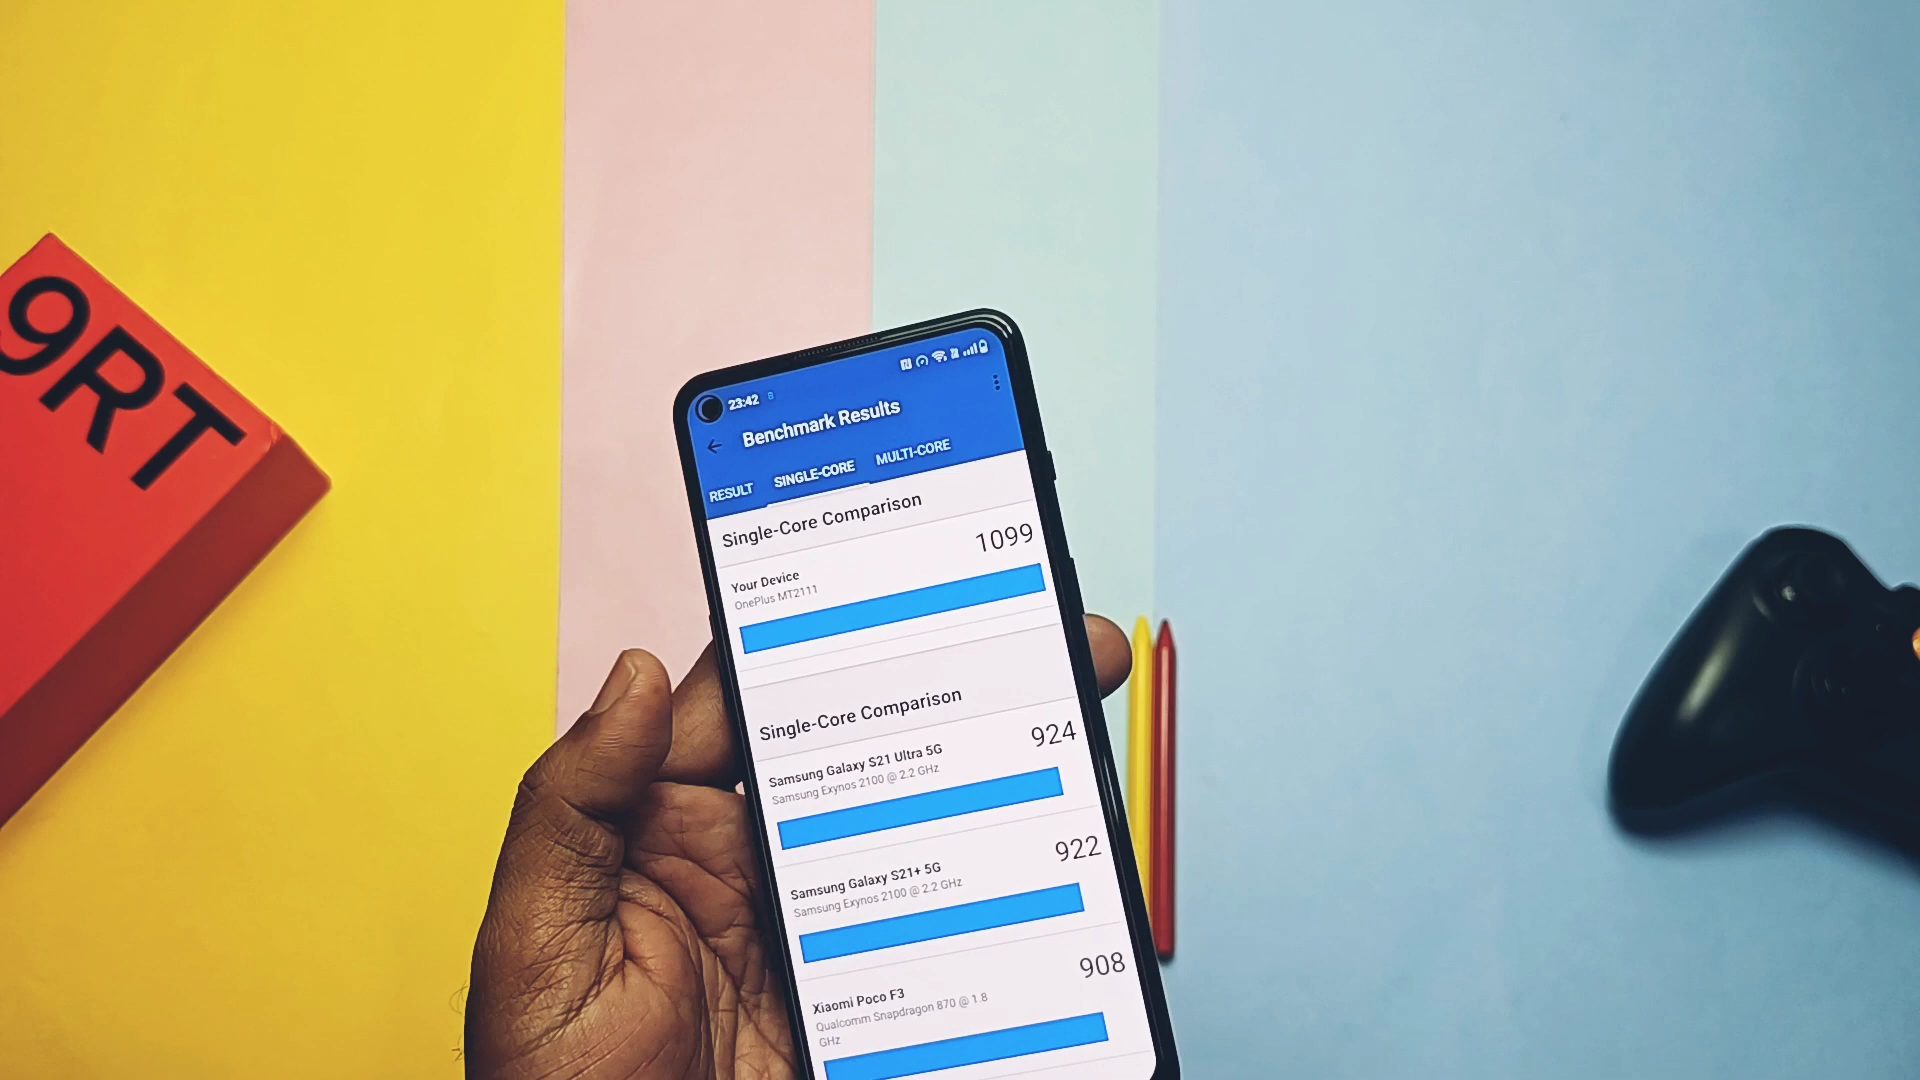 9RT
23:42
Benchmark Results
RESULT SINGLE-CORE MULTI-CORE
Single-Core Comparison
1099
Your Device
OnePlus MT2111
Single-Core Comparison
924
Samsung Galaxy S21 Ultra 5G
Samsung Exynos 2100 @ 2.2 GHz
922
Samsung Galaxy S21+ 5G
Samsung Exynos 2100 @ 2.2 GHz
908
Xiaomi Poco F3
Qualcomm Snapdragon 870 @ 1.8
GHz